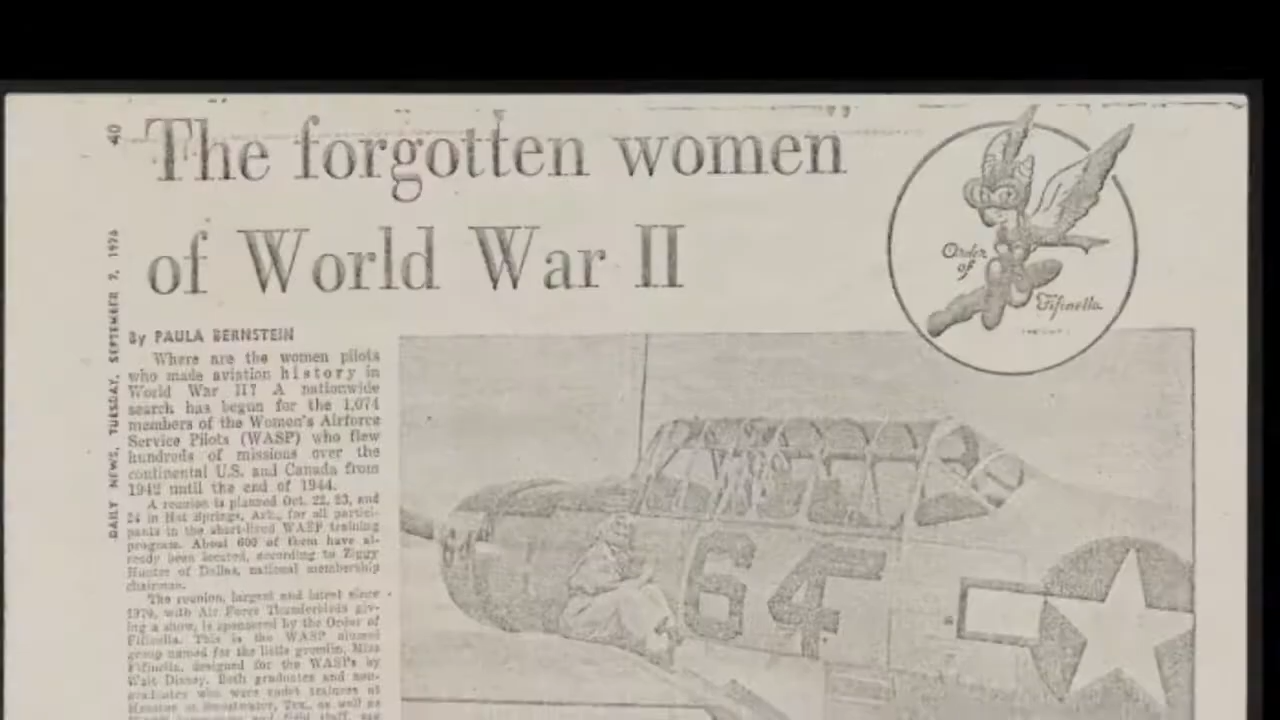 The forgotten women
of World War II
Order
of
Fifinella
40
DAILY NEWS, TUESDAY, SEPTEMBER 7, 1976
By PAULA BERNSTEIN
Where are the women pilots
who made aviation history in
World War II? A nationwide
search has begun for the 1,074
members of the Women's Airforce
Service Pilots (WASP) who flew
hundreds of missions over the
continental U.S. and Canada from
1942 until the end of 1944.
A reunion is planned Oct. 22, 23, and
24 in Hot Springs, Ark., for all partici-
pants in the short-lived WASP training
program. About 600 of them have al-
ready been located, according to Ziggy
Hunter of Dallas, national membership
chairman.
The reunion, largest and latest since
, with Air Force Thunderbirds giv-
ing a show, is sponsored by the Order of
Fifinella. This is the WASP alumni
group named for the little gremlin, Miss
Fifinella, designed for the WASPs by
Walt Disney. Both graduates and non-
graduates who were cadet trainees at
Houston or Sweetwater, Tex., as well as
and
64